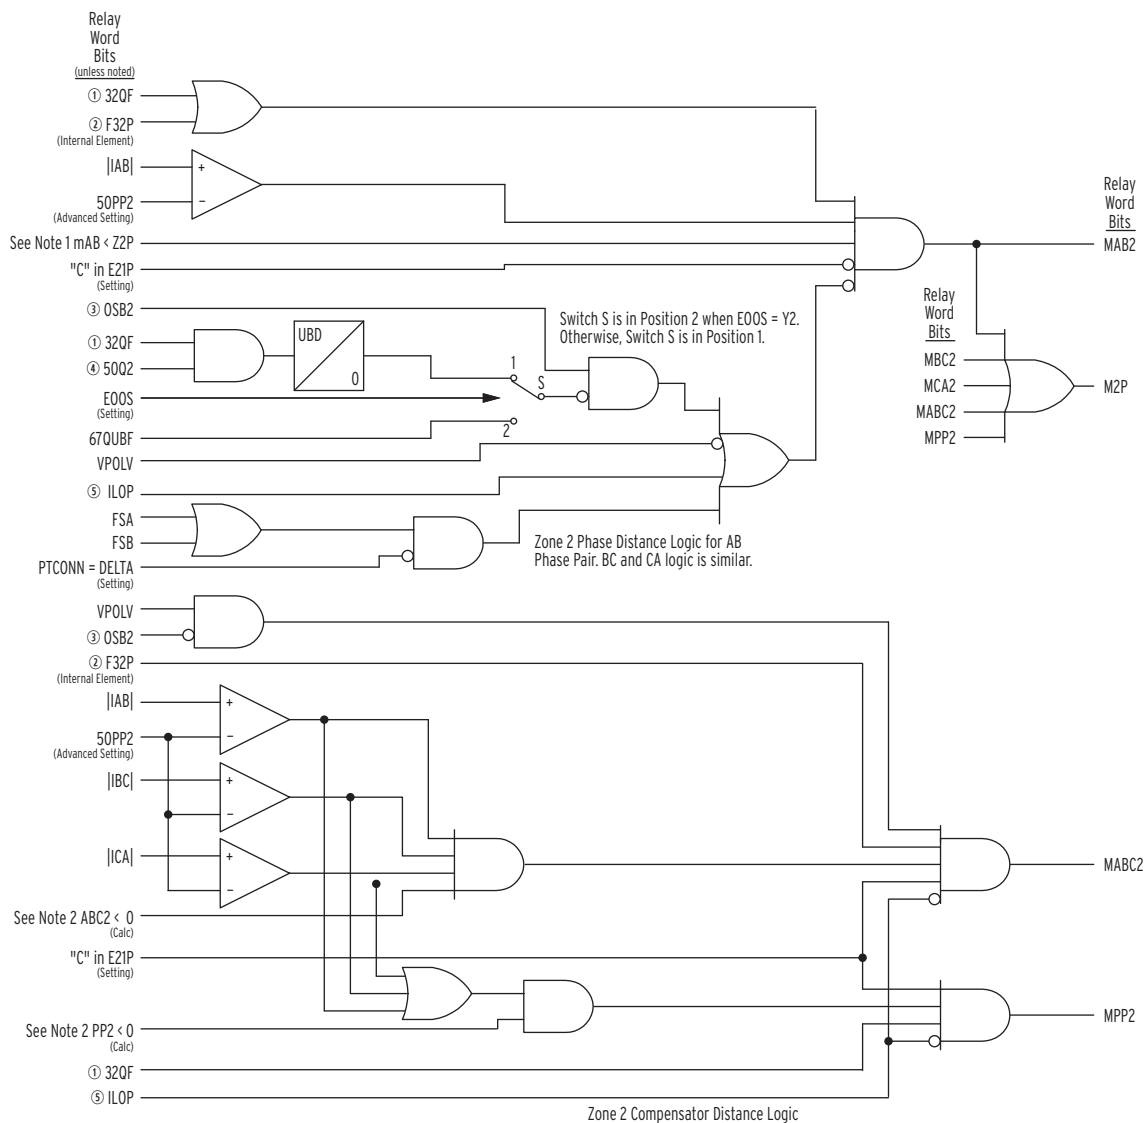 Relay
Word
Bits
(unless noted)
① 32QF
② F32P
(Internal Element)
|IAB|
+
50PP2
−
(Advanced Setting)
See Note 1 mAB < Z2P
"C" in E21P
(Setting)
③ OSB2
① 32QF
④ 50Q2
UBD
0
EOOS
(Setting)
67QUBF
VPOLV
⑤ ILOP
FSA
FSB
PTCONN = DELTA
(Setting)
Switch S is in Position 2 when EOOS = Y2.
Otherwise, Switch S is in Position 1.
1
S
2
Zone 2 Phase Distance Logic for AB
Phase Pair. BC and CA logic is similar.
Relay
Word
Bits
MAB2
Relay
Word
Bits
MBC2
MCA2
MABC2
MPP2
M2P
VPOLV
③ OSB2
② F32P
(Internal Element)
|IAB|
+
50PP2
−
(Advanced Setting)
|IBC|
+
−
|ICA|
+
−
See Note 2 ABC2 < 0
(Calc)
"C" in E21P
(Setting)
See Note 2 PP2 < 0
(Calc)
① 32QF
⑤ ILOP
MABC2
MPP2
Zone 2 Compensator Distance Logic